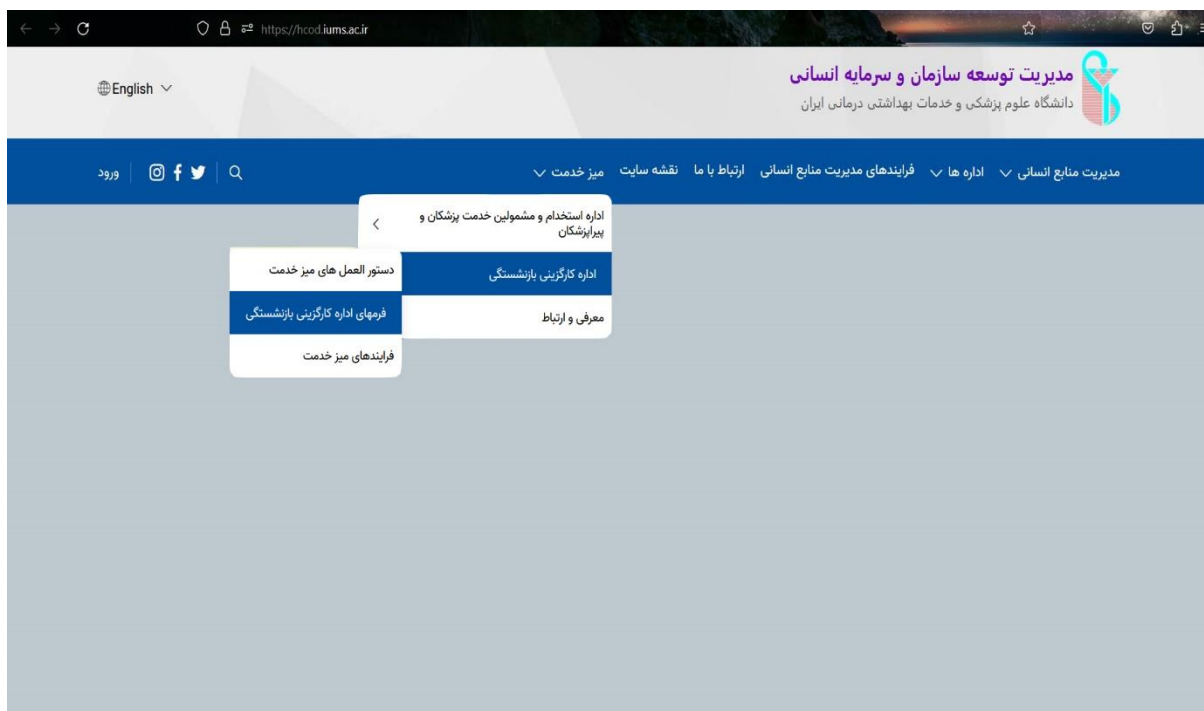 https://hcod.iums.ac.ir
مدیریت توسعه سازمان و سرمایه انسانی
دانشگاه علوم پزشکی و خدمات بهداشتی درمانی ایران
English
مدیریت منابع انسانی
اداره ها
فرایندهای مدیریت منابع انسانی
ارتباط با ما
نقشه سایت
میز خدمت
ورود
اداره استخدام و مشمولین خدمت پزشکان و
پیراپزشکان
اداره کارگزینی بازنشستگی
معرفی و ارتباط
دستور العمل های میز خدمت
فرمهای اداره کارگزینی بازنشستگی
فرایندهای میز خدمت